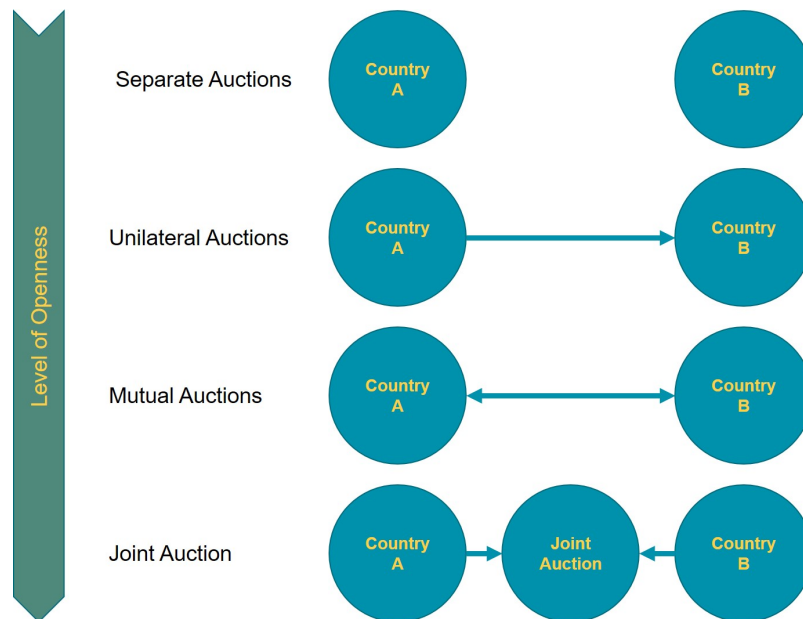 Level of Openness
Separate Auctions
Country
A
Country
B
Unilateral Auctions
Country
A
Country
B
Mutual Auctions
Country
A
Country
B
Joint Auction
Country
A
Joint
Auction
Country
B